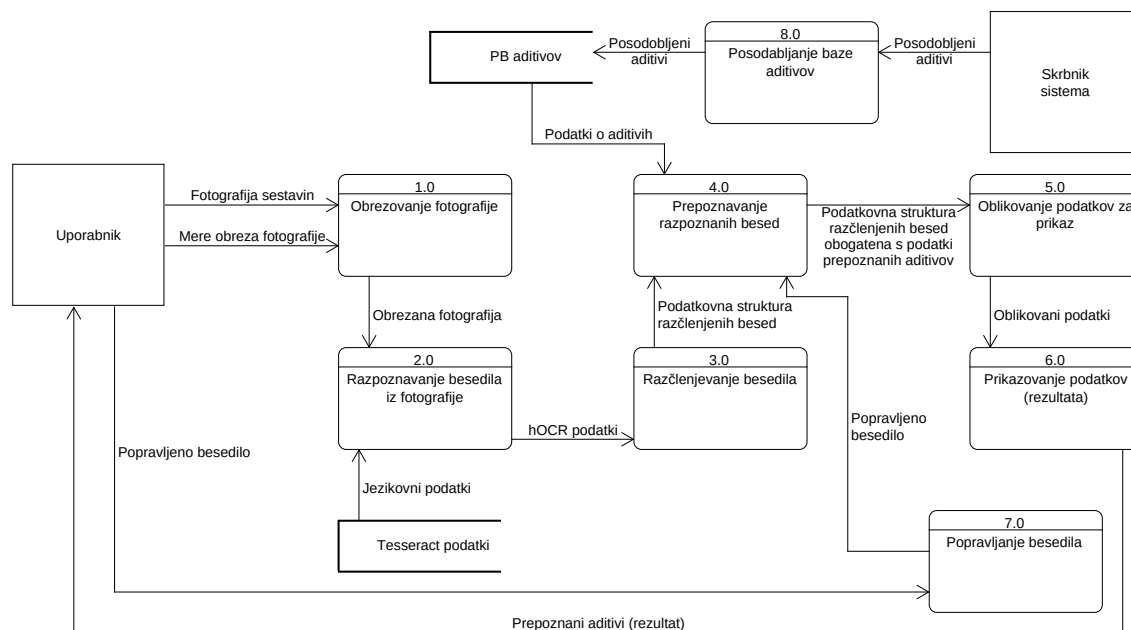 8.0
Posodabljanje baze
aditivov
PB aditivov
Posodobljeni
aditivi
Posodobljeni
aditivi
Skrbnik
sistema
Podatki o aditivih
Uporabnik
Fotografija sestavin
Mere obreza fotografije
1.0
Obrezovanje fotografije
4.0
Prepoznavanje
razpoznanih besed
Podatkovna struktura
razčlenjenih besed
obogatena s podatki
prepoznanih aditivov
5.0
Oblikovanje podatkov za
prikaz
Obrezana fotografija
Podatkovna struktura
razčlenjenih besed
Oblikovani podatki
2.0
Razpoznavanje besedila
iz fotografije
hOCR podatki
3.0
Razčlenjevanje besedila
6.0
Prikazovanje podatkov
(rezultata)
Popravljeno besedilo
Popravljeno
besedilo
Jezikovni podatki
Tesseract podatki
7.0
Popravljanje besedila
Prepoznani aditivi (rezultat)